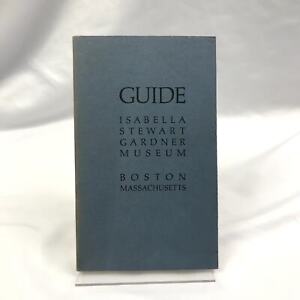 GUIDE
ISABELLA
STEWART
GARDNER
MUSEUM
BOSTON
MASSACHUSETTS